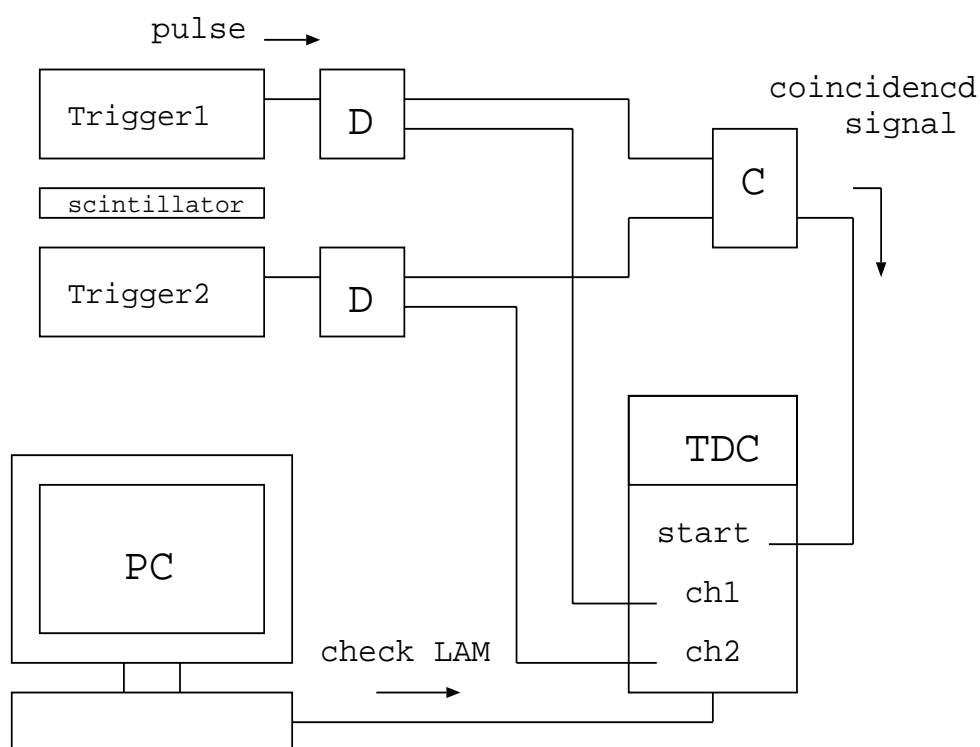 pulse
Trigger1
D
coincidencd
signal
C
scintillator
Trigger2
D
TDC
start
PC
ch1
ch2
check LAM